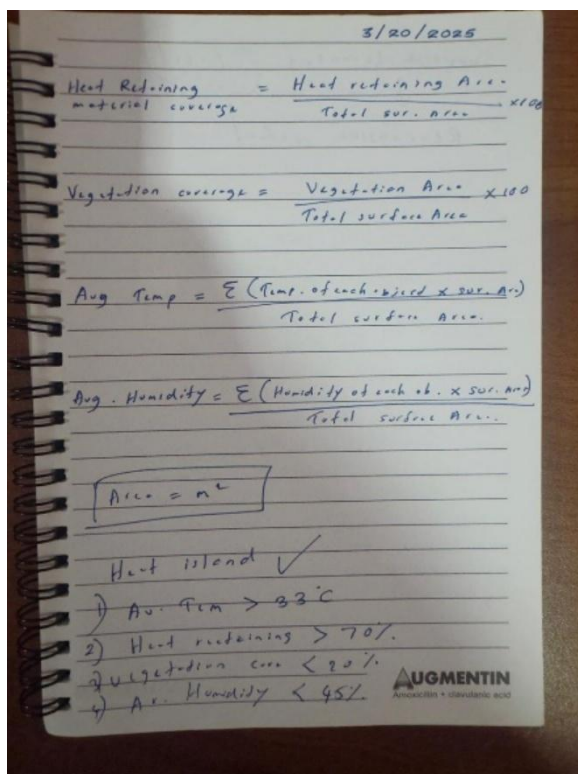 3/20/2025
Heat Retaining = Heat retaining Area
material coverage Total sur. Area x100
Vegetation coverage = Vegetation Area x 100
Total surface Area
Avg Temp = Σ (Temp. of each object x sur. Are)
Total surface Area.
Avg. Humidity = Σ (Humidity of each ob. x sur. Area)
Total surface Area.
Area = m²
Heat island ✓
1) Av. Tem > 33°C
2) Heat reetaining > 70%.
3) Vegetation cove < 20%.
4) Av. Humidity < 45%.
AUGMENTIN
Amoxicillin + clavulanic acid